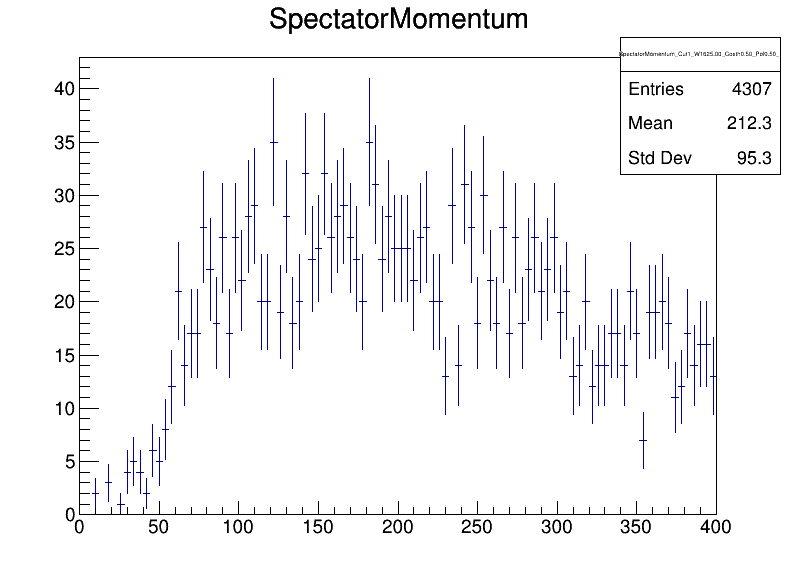 SpectatorMomentum
SpectatorMomentum_Cut1_W1625.00_Costh0.50_Pol0.50_
Entries 4307
Mean 212.3
Std Dev 95.3
40
35
30
25
20
15
10
5
0
0 50 100 150 200 250 300 350 400